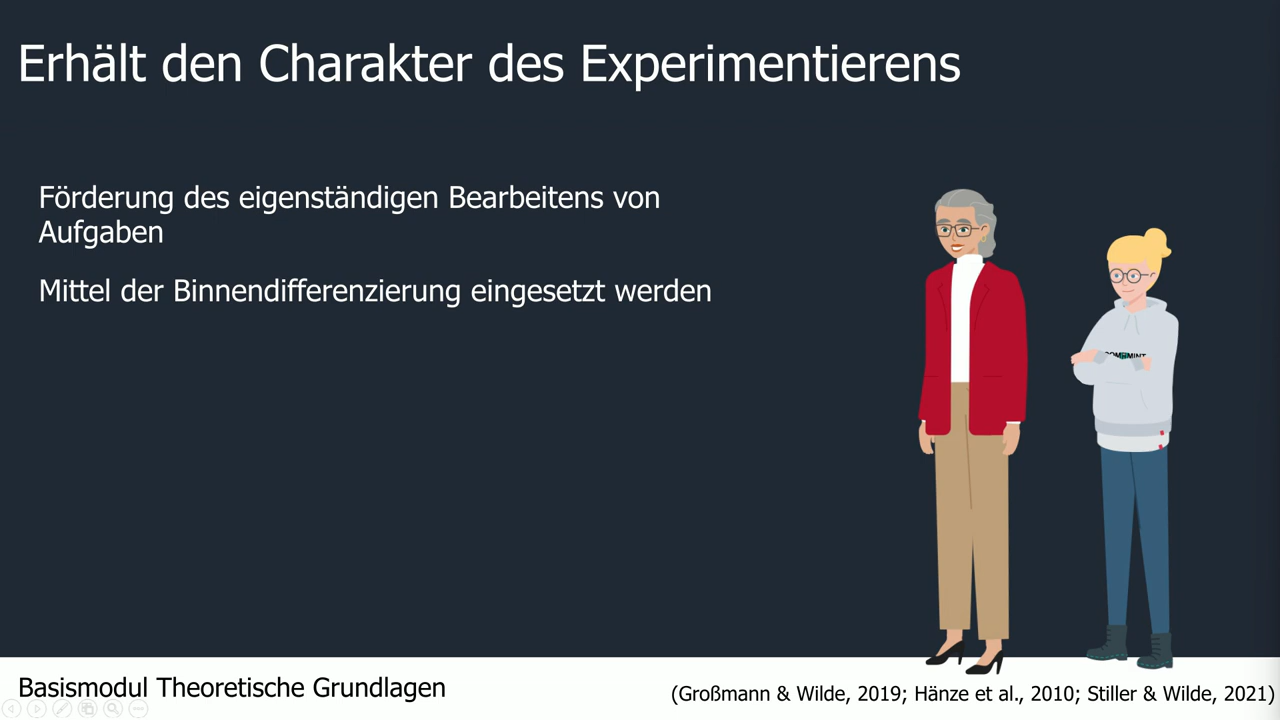 Erhält den Charakter des Experimentierens
Förderung des eigenständigen Bearbeitens von
Aufgaben
Mittel der Binnendifferenzierung eingesetzt werden
Basismodul Theoretische Grundlagen
(Großmann & Wilde, 2019; Hänze et al., 2010; Stiller & Wilde, 2021)